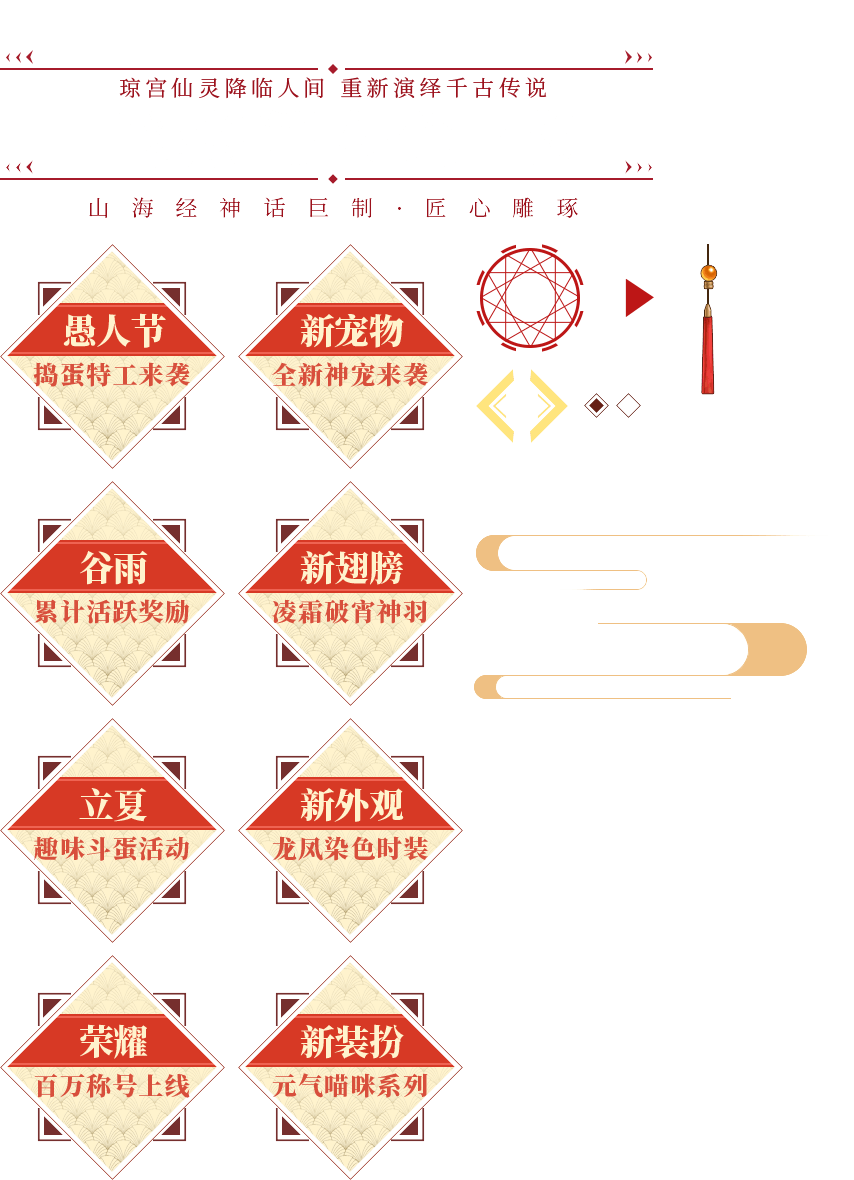 琼宫仙灵降临人间 重新演绎千古传说
山海经神话巨制·匠心雕琢
愚人节
捣蛋特工来袭
新宠物
全新神宠来袭
谷雨
累计活跃奖励
新翅膀
凌霜破宵神羽
立夏
趣味斗蛋活动
新外观
龙凤染色时装
荣耀
百万称号上线
新装扮
元气喵咪系列